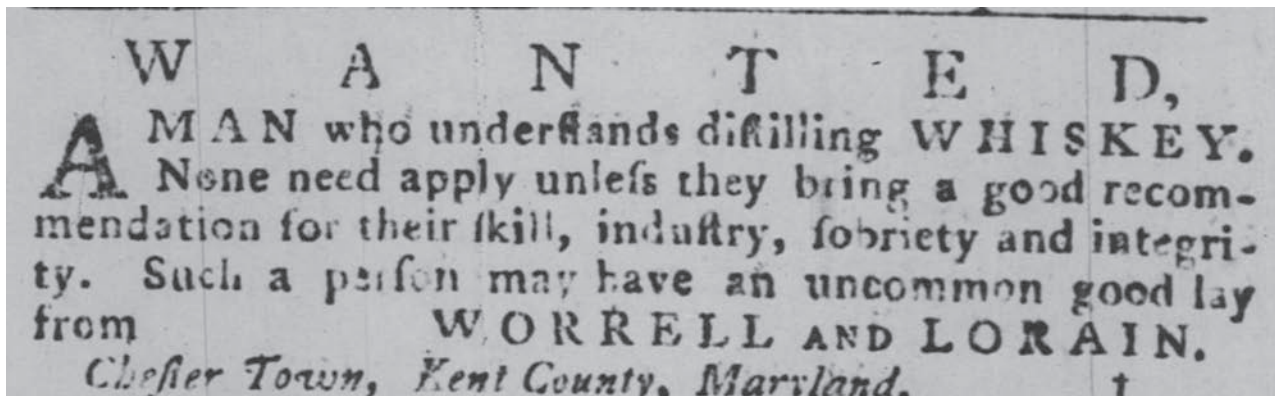 W A N T E D,
A MAN who underſtands diſtilling WHISKEY.
None need apply unleſs they bring a good recom-
mendation for their ſkill, induſtry, ſobriety and integri-
ty. Such a perſon may have an uncommon good lay
from WORRELL AND LORAIN.
Cheſter Town, Kent County, Maryland. †